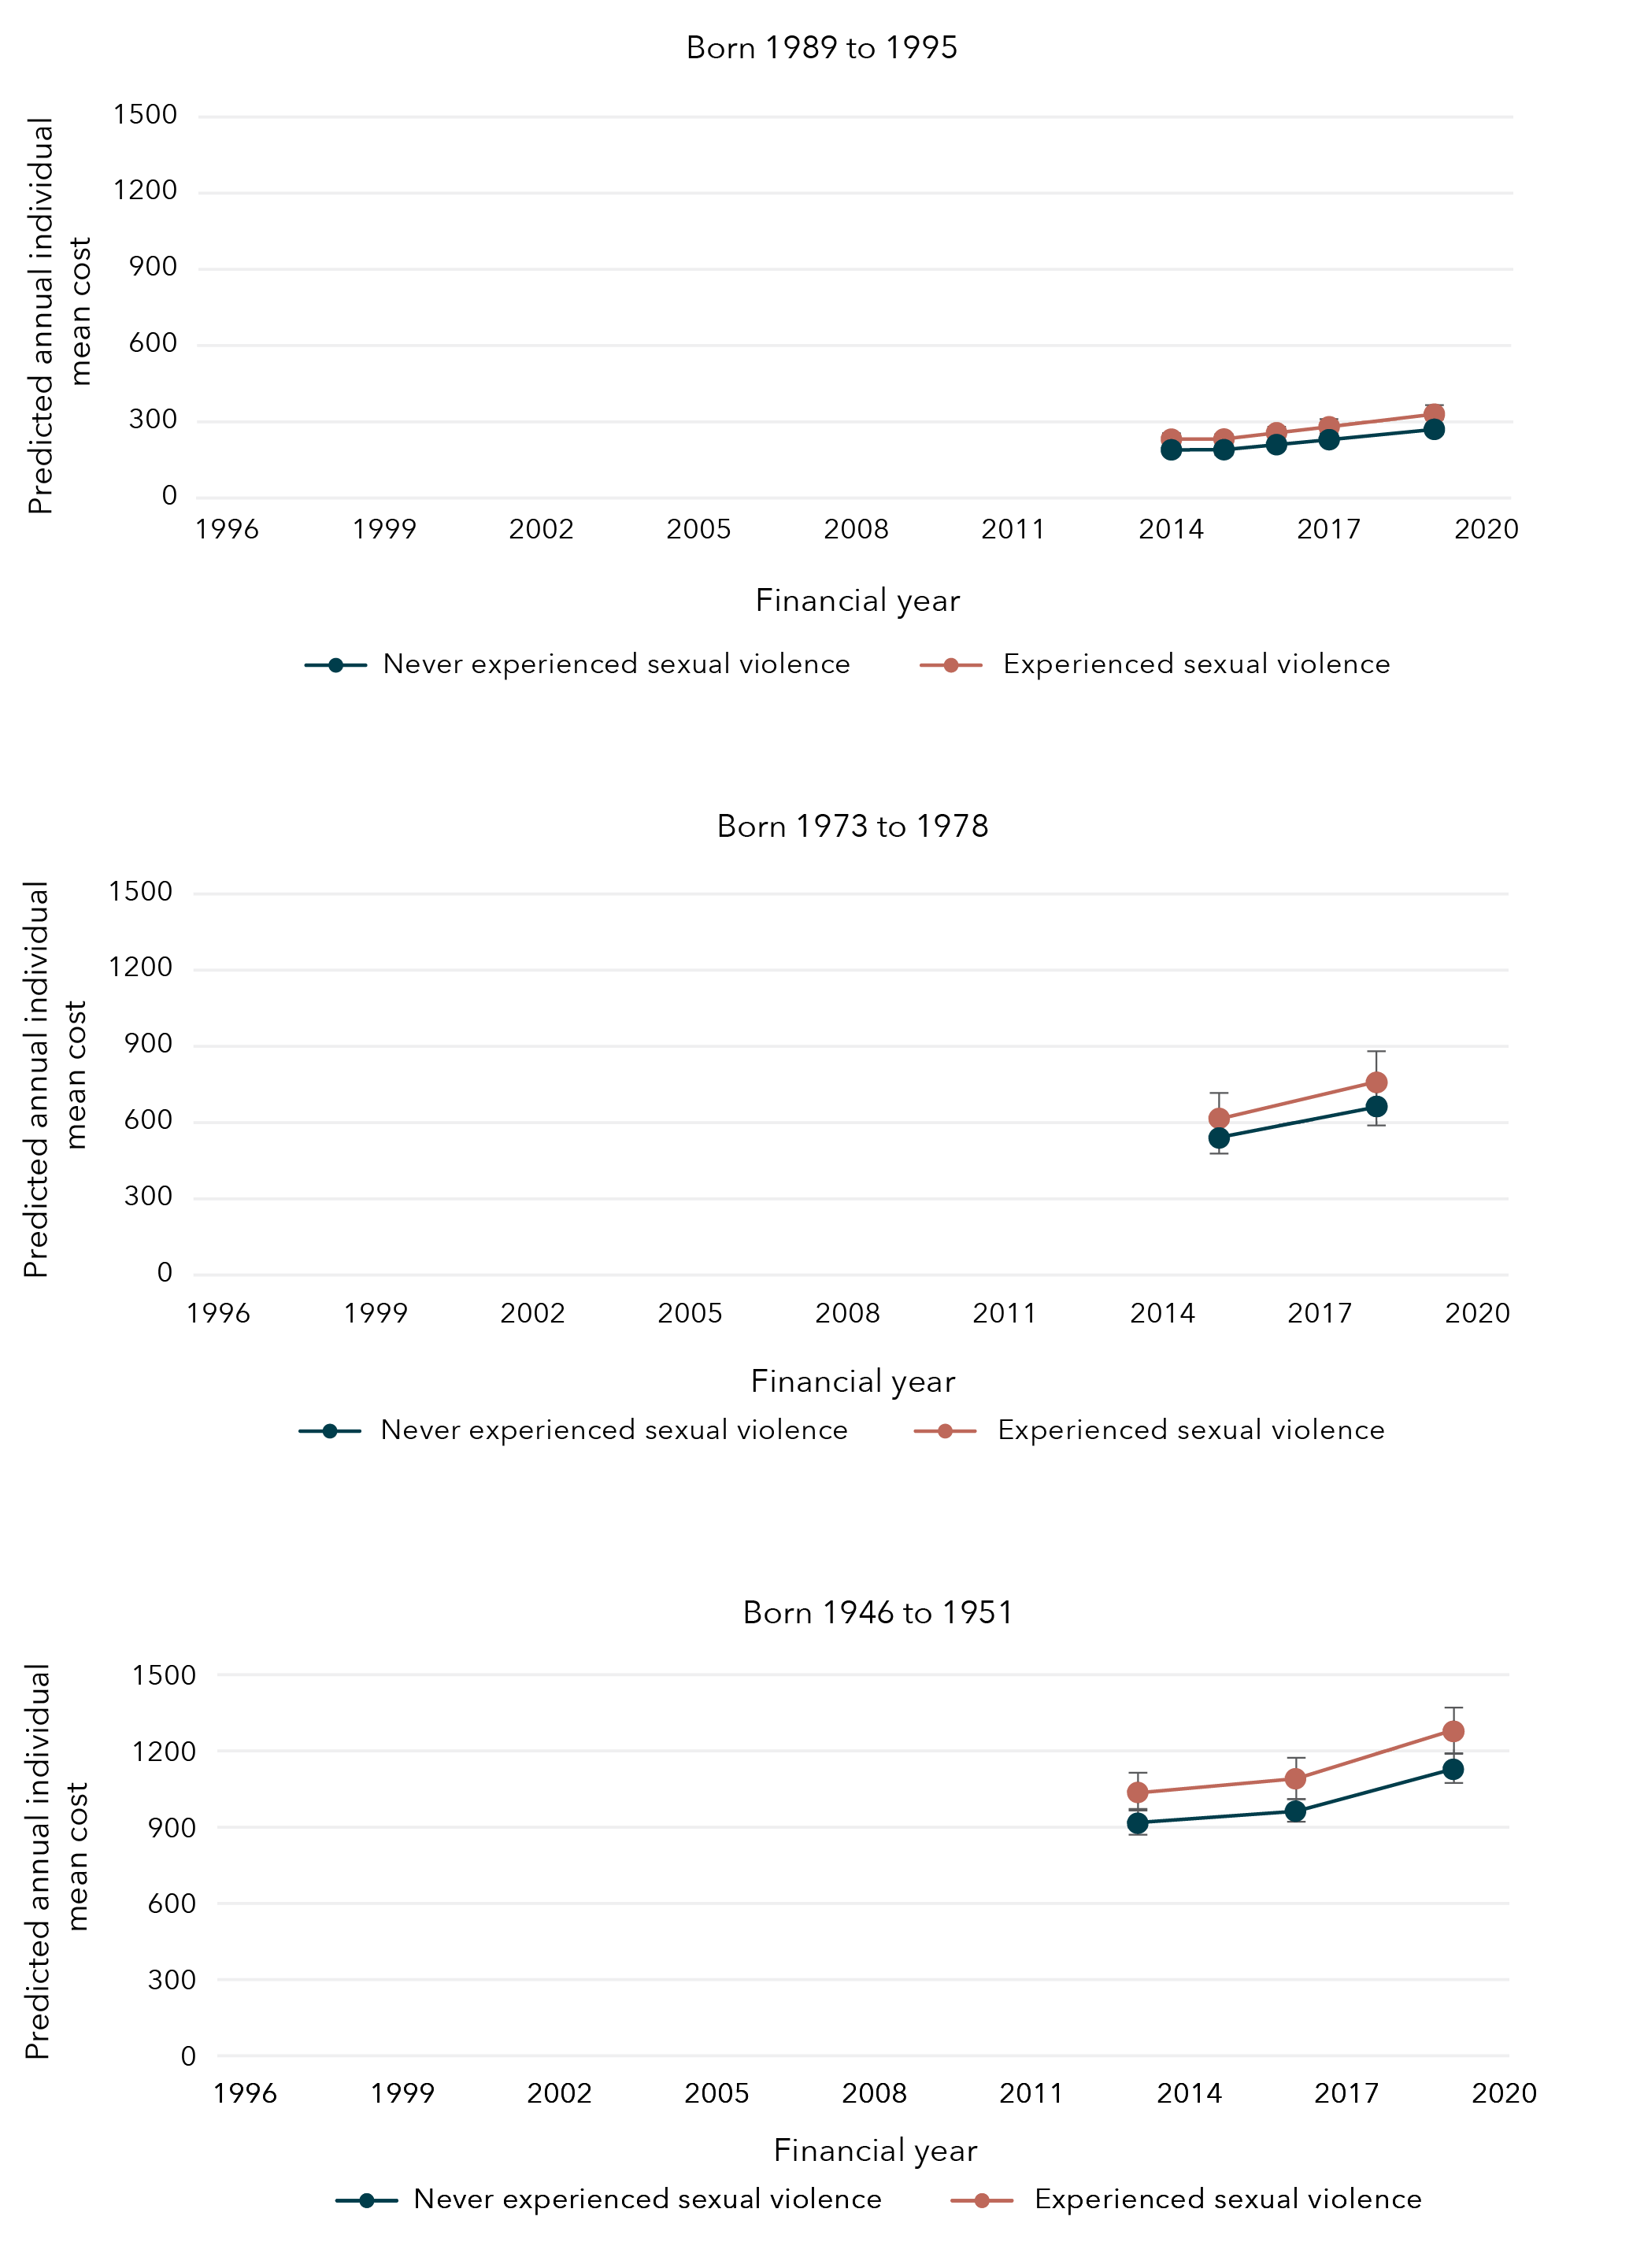 Born 1989 to 1995
Predicted annual individual
mean cost
1500
1200
900
600
300
0
1996 1999 2002 2005 2008 2011 2014 2017 2020
Financial year
Never experienced sexual violence Experienced sexual violence
Born 1973 to 1978
Predicted annual individual
mean cost
1500
1200
900
600
300
0
1996 1999 2002 2005 2008 2011 2014 2017 2020
Financial year
Never experienced sexual violence Experienced sexual violence
Born 1946 to 1951
Predicted annual individual
mean cost
1500
1200
900
600
300
0
1996 1999 2002 2005 2008 2011 2014 2017 2020
Financial year
Never experienced sexual violence Experienced sexual violence